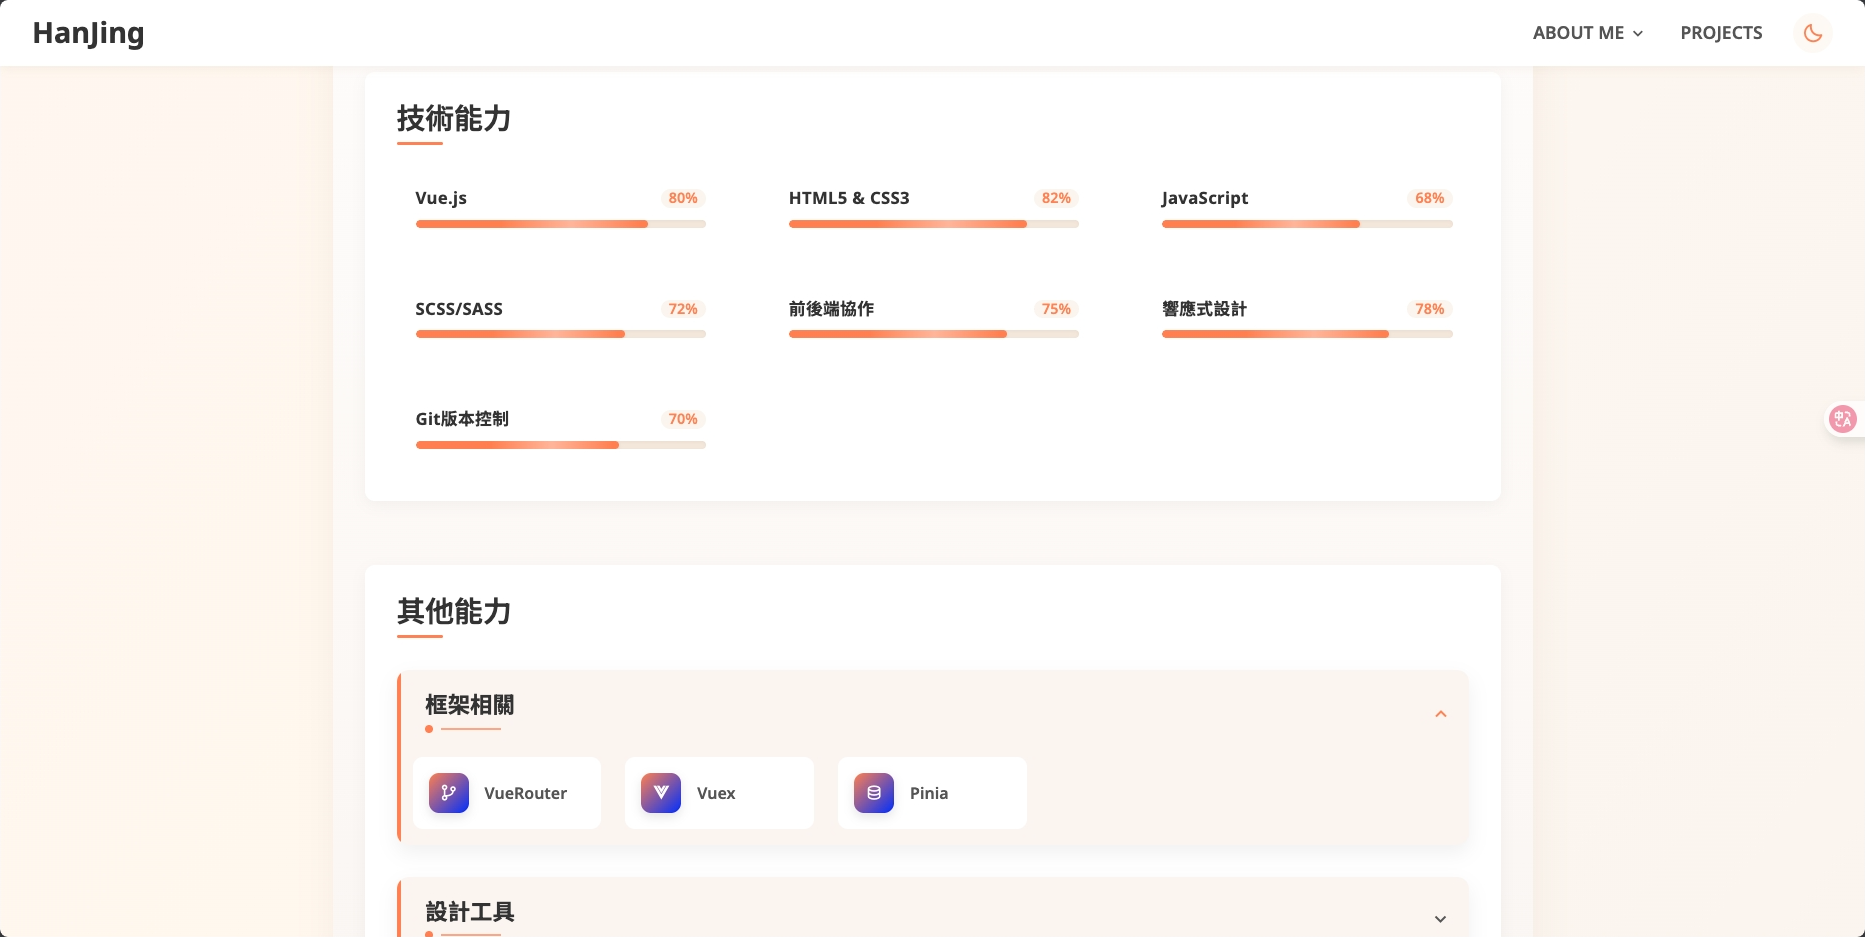 HanJing
ABOUT ME
PROJECTS
技術能力
Vue.js 80%
HTML5 & CSS3 82%
JavaScript 68%
SCSS/SASS 72%
前後端協作 75%
響應式設計 78%
Git版本控制 70%
其他能力
框架相關
VueRouter
Vuex
Pinia
設計工具
中
A